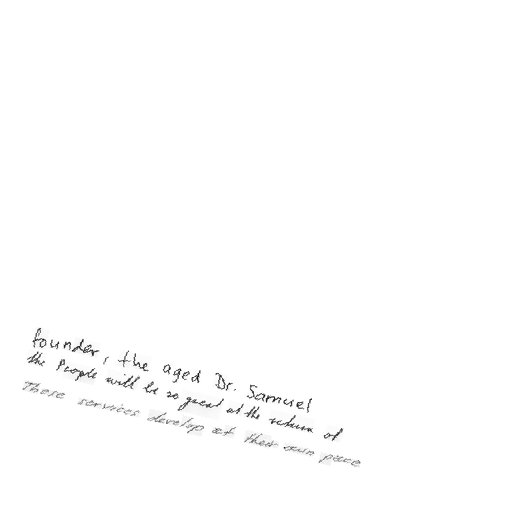 founder, the aged Dr. Samuel
the People will be so great at the return of
These services develop at their own pace